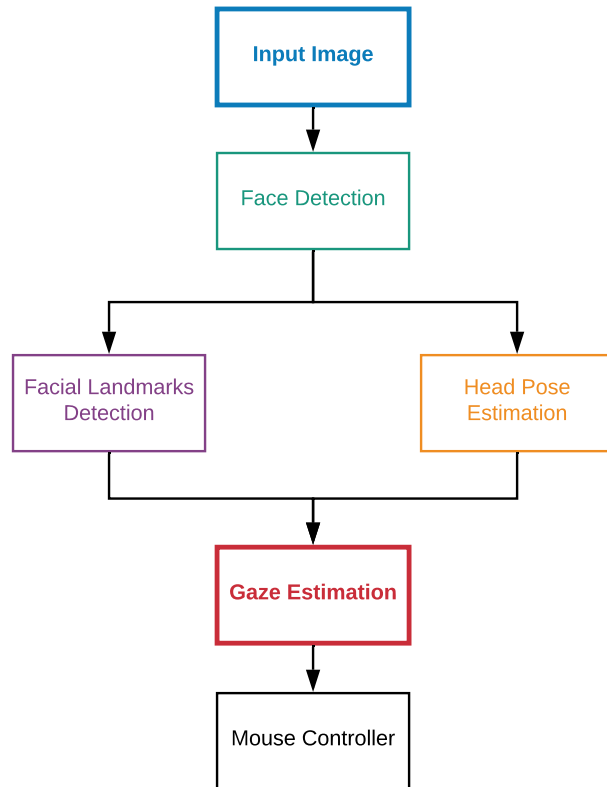 Input Image
Face Detection
Facial Landmarks
Detection
Head Pose
Estimation
Gaze Estimation
Mouse Controller